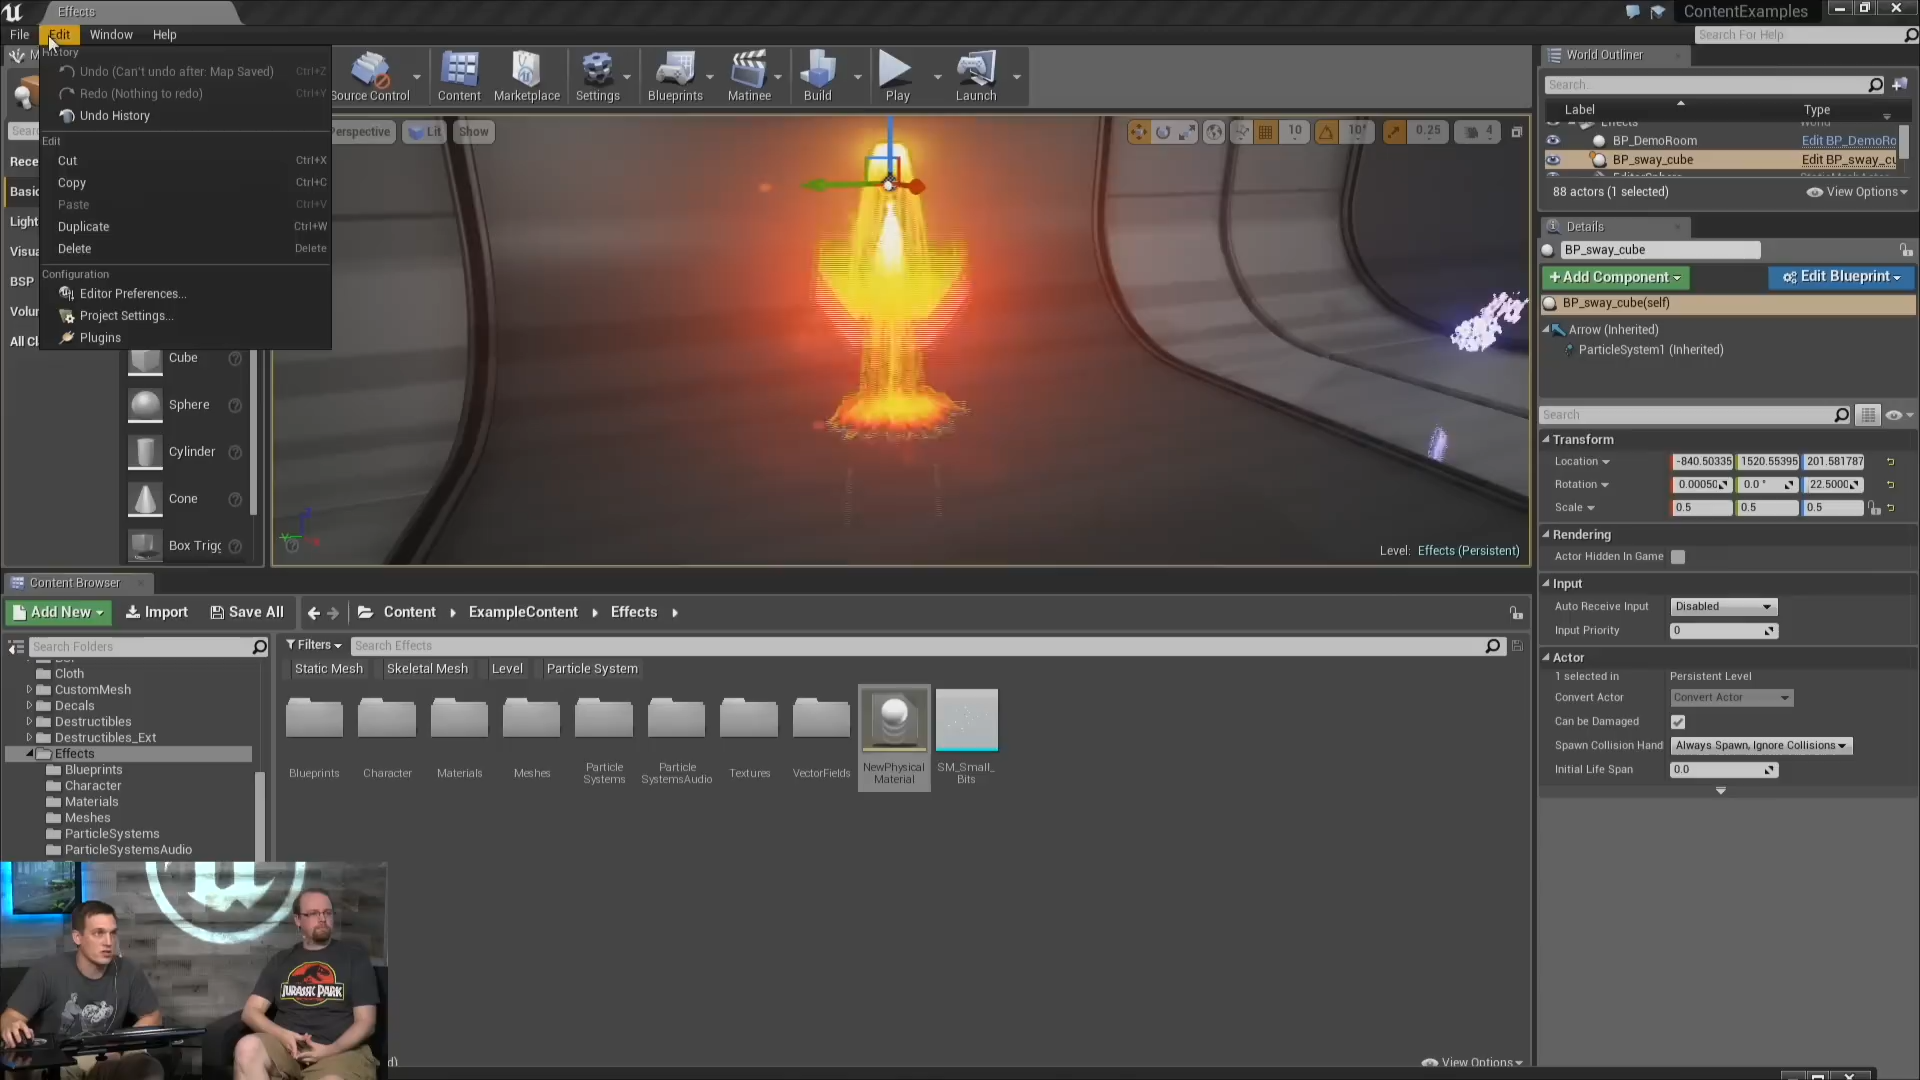 Effects
ContentExamples
File Edit Window Help
Search For Help
History
Undo (Can't undo after: Map Saved) Ctrl+Z
Redo (Nothing to redo) Ctrl+Y
Undo History
Edit
Cut Ctrl+X
Copy Ctrl+C
Paste Ctrl+V
Duplicate Ctrl+W
Delete Delete
Configuration
Editor Preferences...
Project Settings...
Plugins
Source Control
Content
Marketplace
Settings
Blueprints
Matinee
Build
Play
Launch
Perspective
Lit
Show
10
10°
0.25
4
Cube
Sphere
Cylinder
Cone
Box Trigg
BSP
Level: Effects (Persistent)
World Outliner
Search...
Label Type
Effects World
BP_DemoRoom Edit BP_DemoRo
BP_sway_cube Edit BP_sway_cu
88 actors (1 selected)
View Options
Details
BP_sway_cube
+Add Component
Edit Blueprint
BP_sway_cube(self)
Arrow (Inherited)
ParticleSystem1 (Inherited)
Search
Transform
Location -840.50335 1520.55395 201.581787
Rotation 0.00050 0.0 ° 22.5000
Scale 0.5 0.5 0.5
Rendering
Actor Hidden In Game
Input
Auto Receive Input Disabled
Input Priority 0
Actor
1 selected in Persistent Level
Convert Actor Convert Actor
Can be Damaged
Spawn Collision Hand Always Spawn, Ignore Collisions
Initial Life Span 0.0
Content Browser
Add New Import Save All Content ExampleContent Effects
Search Folders
Filters
Search Effects
Static Mesh Skeletal Mesh Level Particle System
Cloth
CustomMesh
Decals
Destructibles
Destructibles_Ext
Effects
Blueprints
Character
Materials
Meshes
ParticleSystems
ParticleSystemsAudio
Blueprints
Character
Materials
Meshes
Particle
Systems
Particle
SystemsAudio
Textures
VectorFields
NewPhysical
Material
SM_Small_
Bits
JURASSIC PARK
View Options